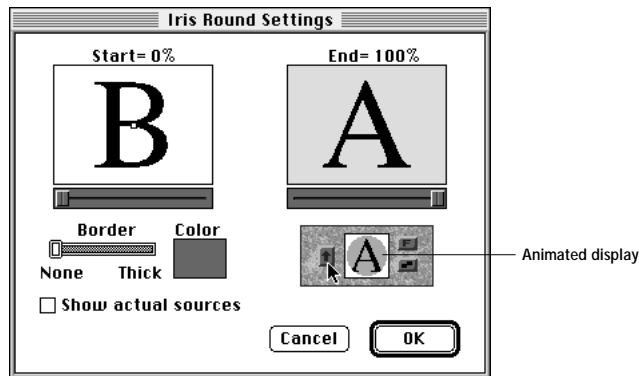 Iris Round Settings
Start= 0%
End= 100%
B
A
Border
Color
None
Thick
A
F
Animated display
Show actual sources
Cancel
OK